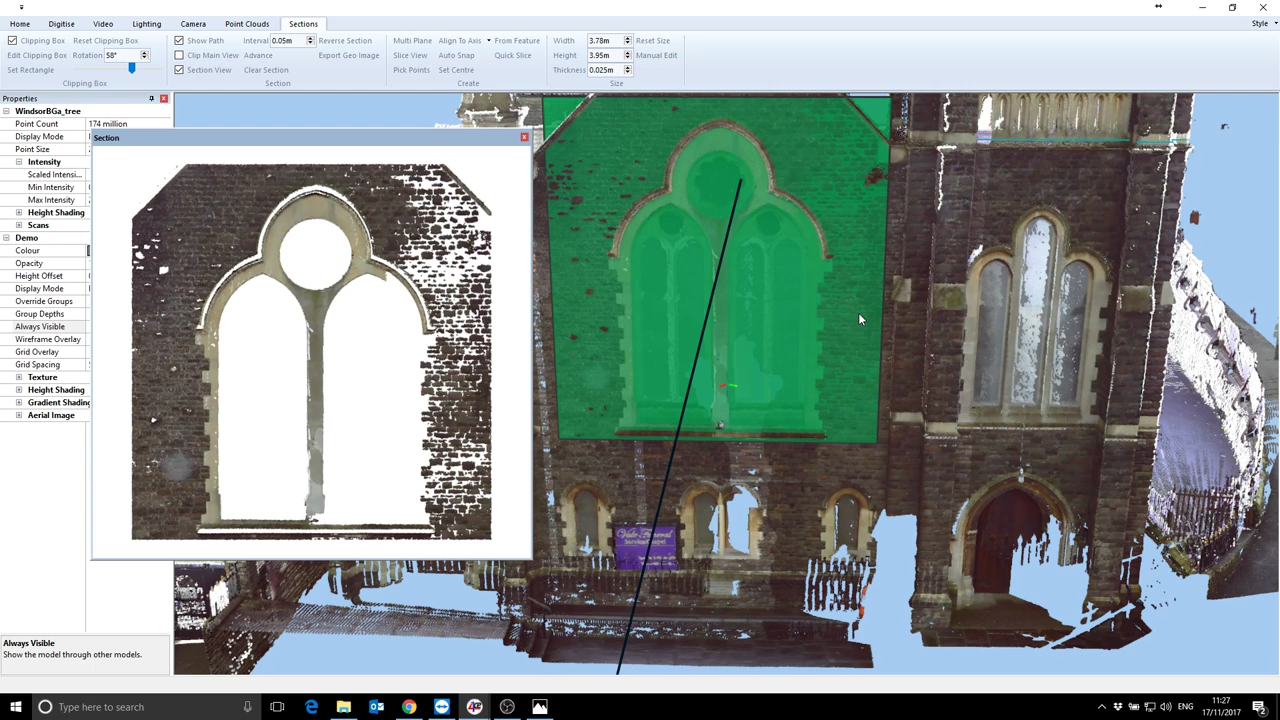 Style
Home Digitise Video Lighting Camera Point Clouds Sections
Clipping Box Reset Clipping Box Show Path Interval 0.05m Reverse Section Multi Plane Align To Axis From Feature Width 3.78m Reset Size
Edit Clipping Box Rotation 58° Clip Main View Advance Export Geo Image Slice View Auto Snap Quick Slice Height 3.95m Manual Edit
Set Rectangle Section View Clear Section Pick Points Set Centre Thickness 0.025m
Clipping Box Section Create Size
Properties
WindsorBGa_tree
Point Count 174 million
Display Mode
Point Size
Intensity
Scaled Intensi...
Min Intensity
Max Intensity
Height Shading
Scans
Demo
Colour
Opacity
Height Offset
Display Mode
Override Groups
Group Depths
Always Visible
Wireframe Overlay
Grid Overlay
Grid Spacing
Texture
Height Shading
Gradient Shading
Aerial Image
Section
Vale Funeral
Service Chapel
Always Visible
Show the model through other models.
Type here to search
ENG
11:27
17/11/2017
2